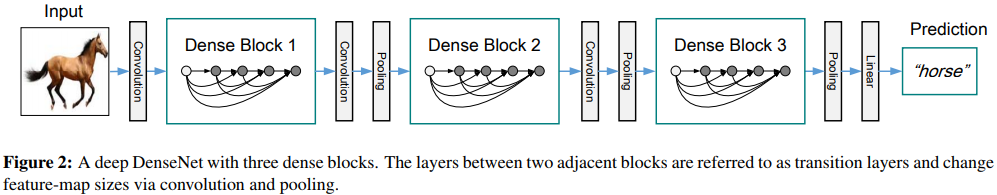 Input
Prediction
Convolution
Dense Block 1
Convolution
Pooling
Dense Block 2
Convolution
Pooling
Dense Block 3
Pooling
Linear
“horse”
Figure 2: A deep DenseNet with three dense blocks. The layers between two adjacent blocks are referred to as transition layers and change
feature-map sizes via convolution and pooling.